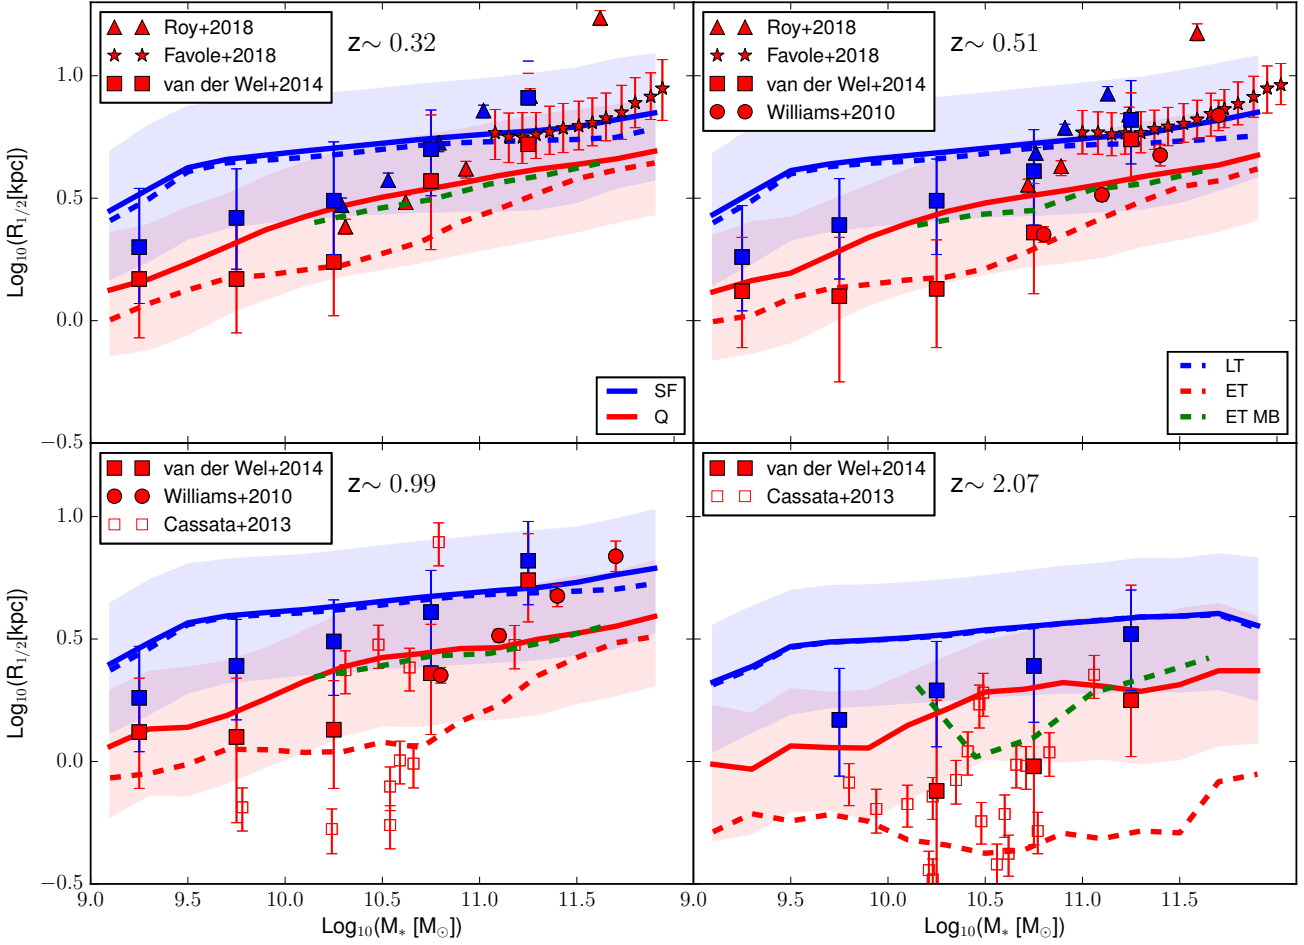 Roy+2018
Favole+2018
van der Wel+2014
z∼ 0.32
SF
Q
Log₁₀(R₁/₂[kpc])
1.0
0.5
0.0
−0.5
Roy+2018
Favole+2018
van der Wel+2014
Williams+2010
z∼ 0.51
LT
ET
ET MB
van der Wel+2014
Williams+2010
Cassata+2013
z∼ 0.99
Log₁₀(R₁/₂[kpc])
1.0
0.5
0.0
−0.5
9.0 9.5 10.0 10.5 11.0 11.5
Log₁₀(M* [M⊙])
van der Wel+2014
Cassata+2013
z∼ 2.07
9.0 9.5 10.0 10.5 11.0 11.5
Log₁₀(M* [M⊙])